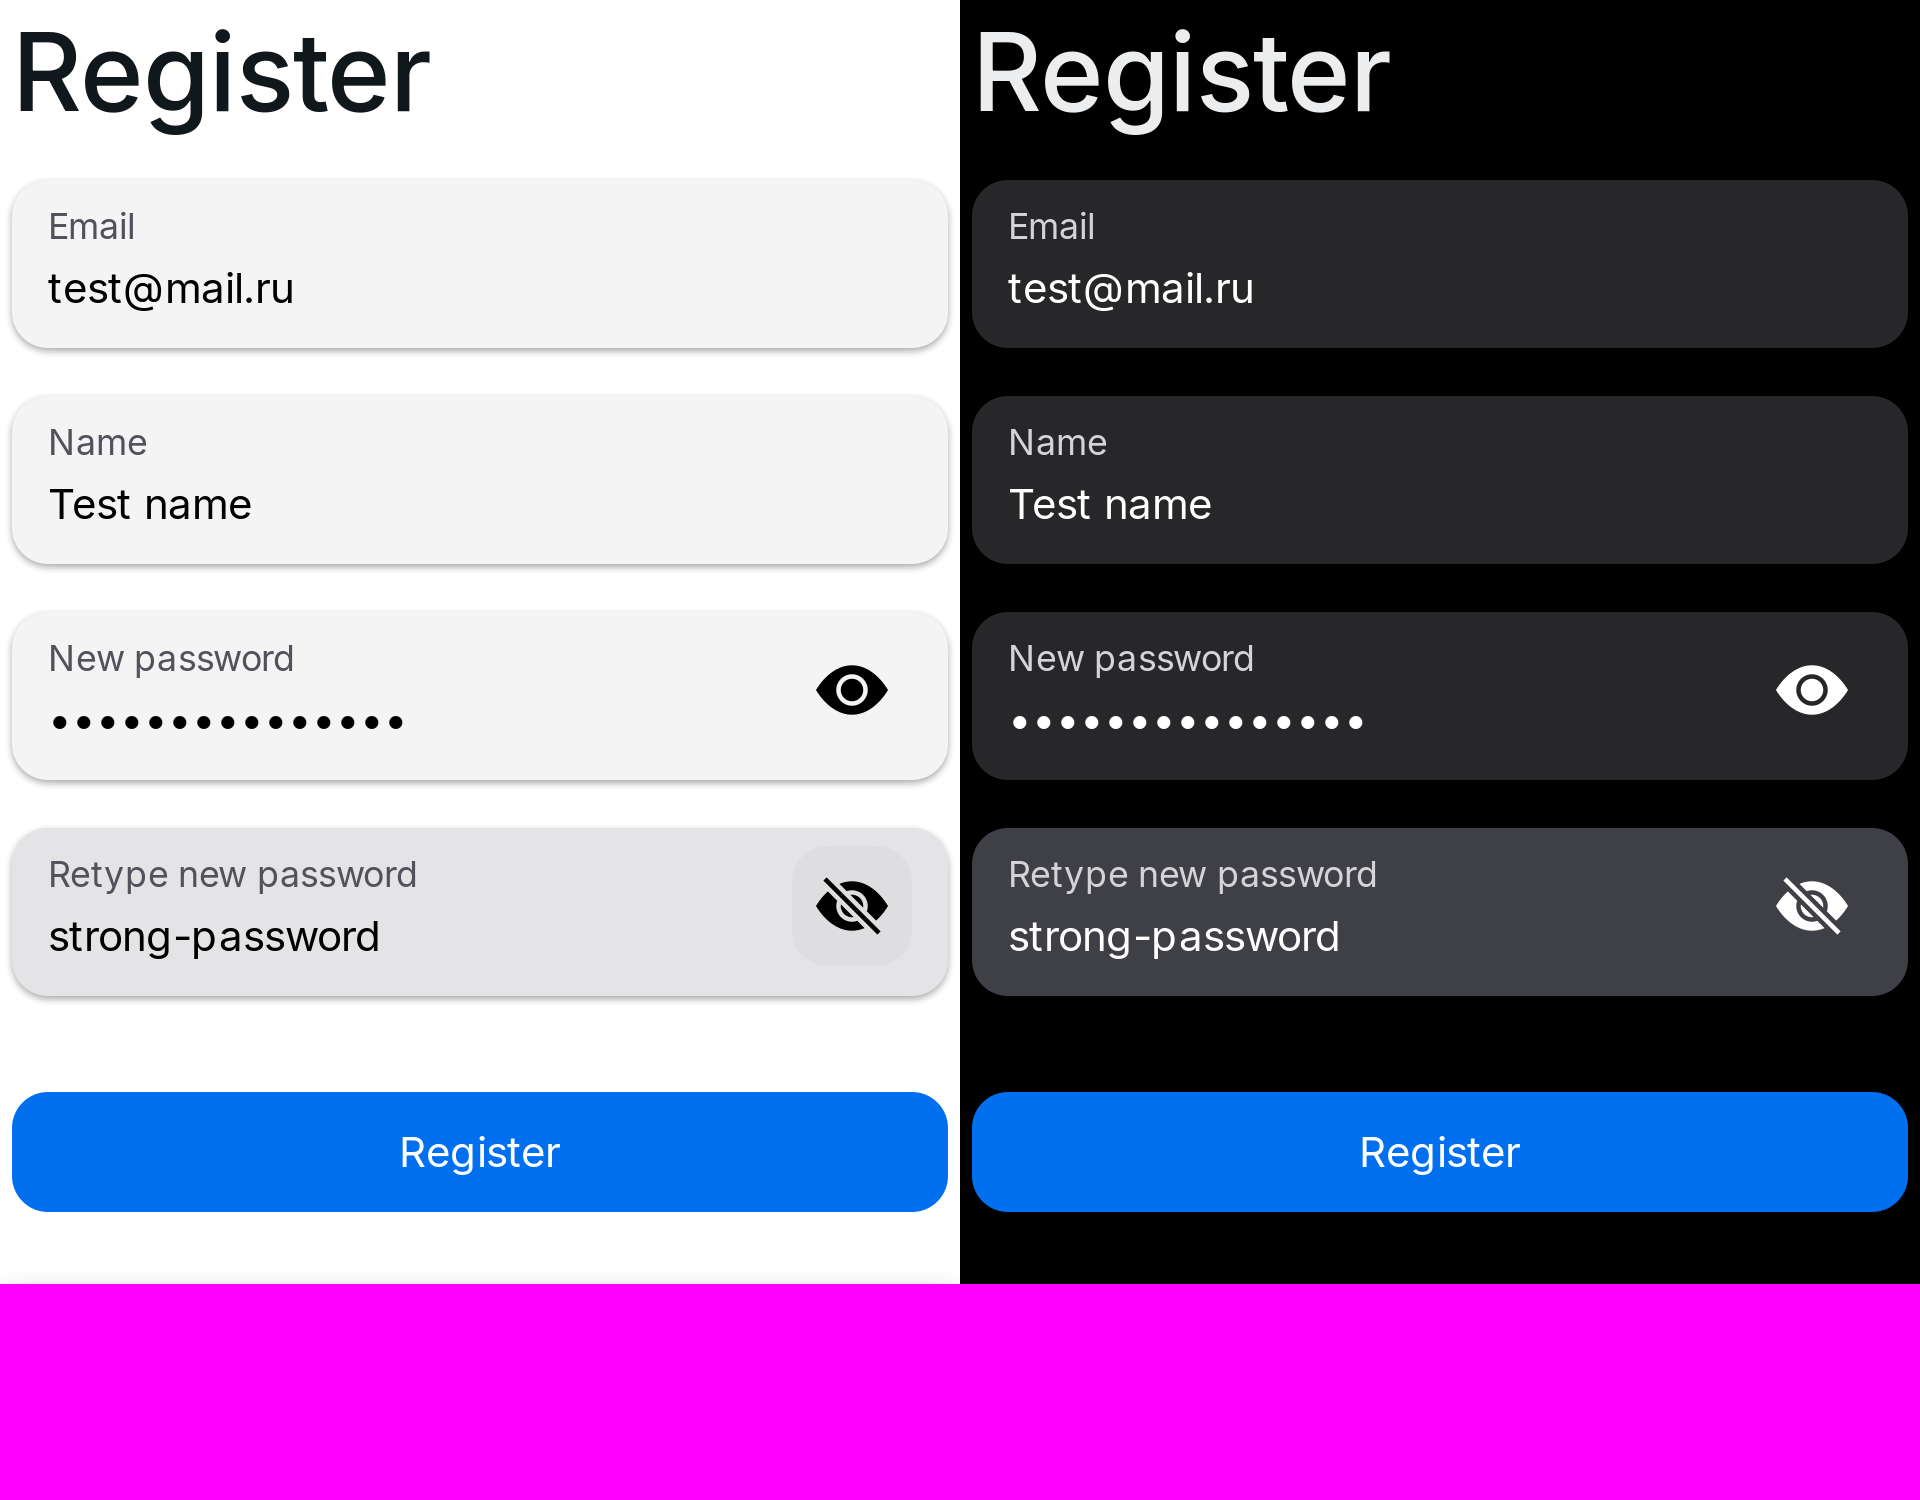 Register
Email
test@mail.ru
Name
Test name
New password
•••••••••••••••
Retype new password
strong-password
Register
Register
Email
test@mail.ru
Name
Test name
New password
•••••••••••••••
Retype new password
strong-password
Register